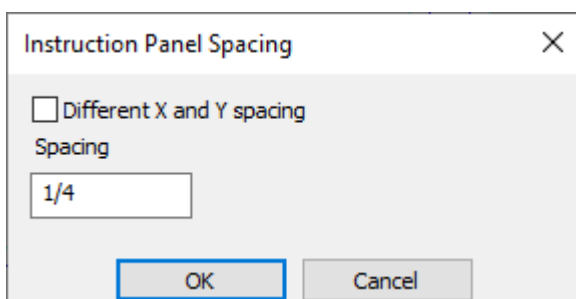 Instruction Panel Spacing
Different X and Y spacing
Spacing
1/4
OK Cancel